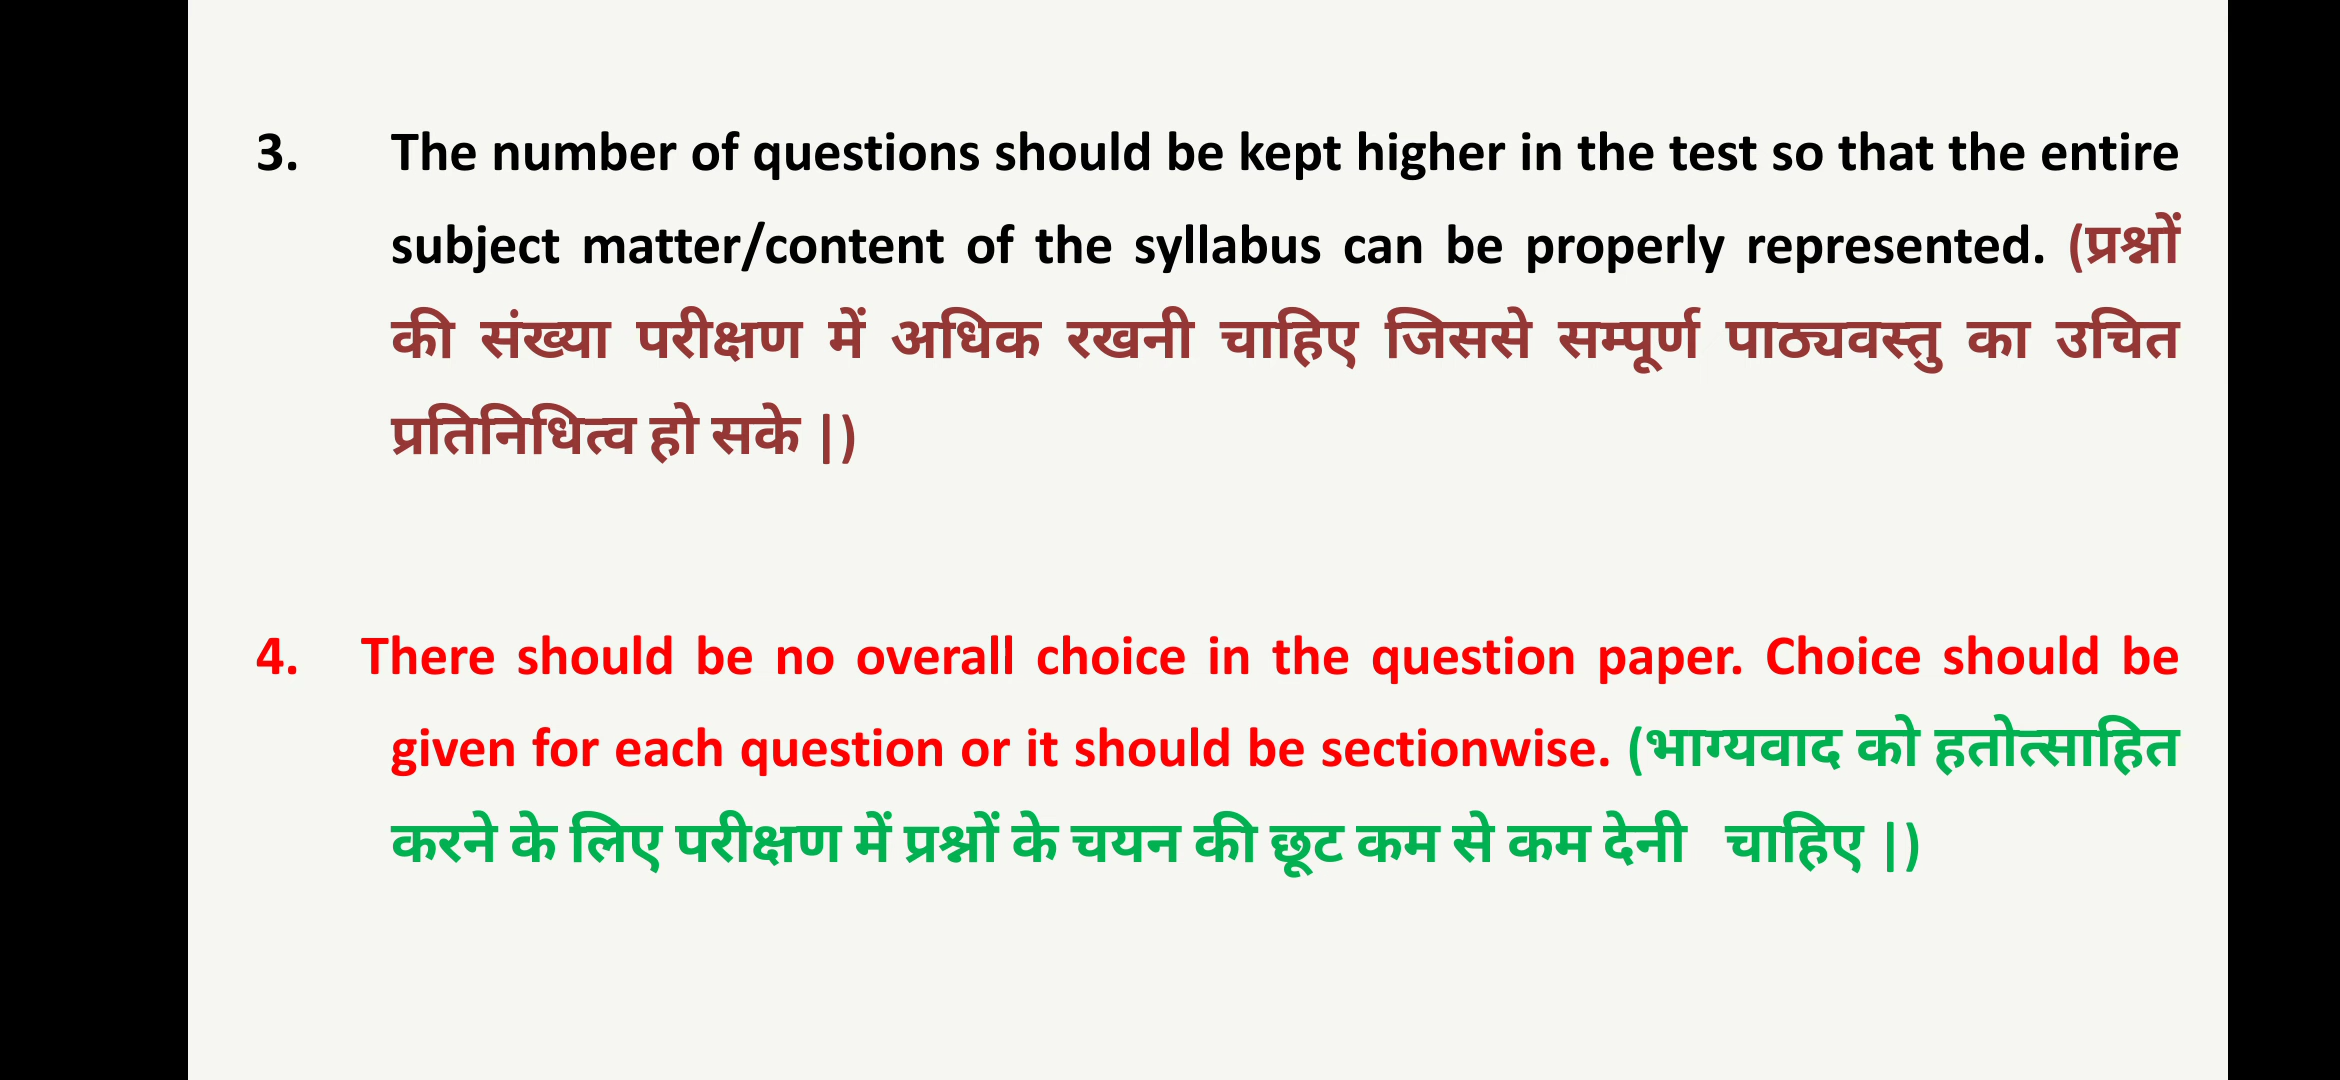 3. The number of questions should be kept higher in the test so that the entire
subject matter/content of the syllabus can be properly represented. (प्रश्नों
की संख्या परीक्षण में अधिक रखनी चाहिए जिससे सम्पूर्ण पाठ्यवस्तु का उचित
प्रतिनिधित्व हो सके |)
4. There should be no overall choice in the question paper. Choice should be
given for each question or it should be sectionwise. (भाग्यवाद को हतोत्साहित
करने के लिए परीक्षण में प्रश्नों के चयन की छूट कम से कम देनी चाहिए |)